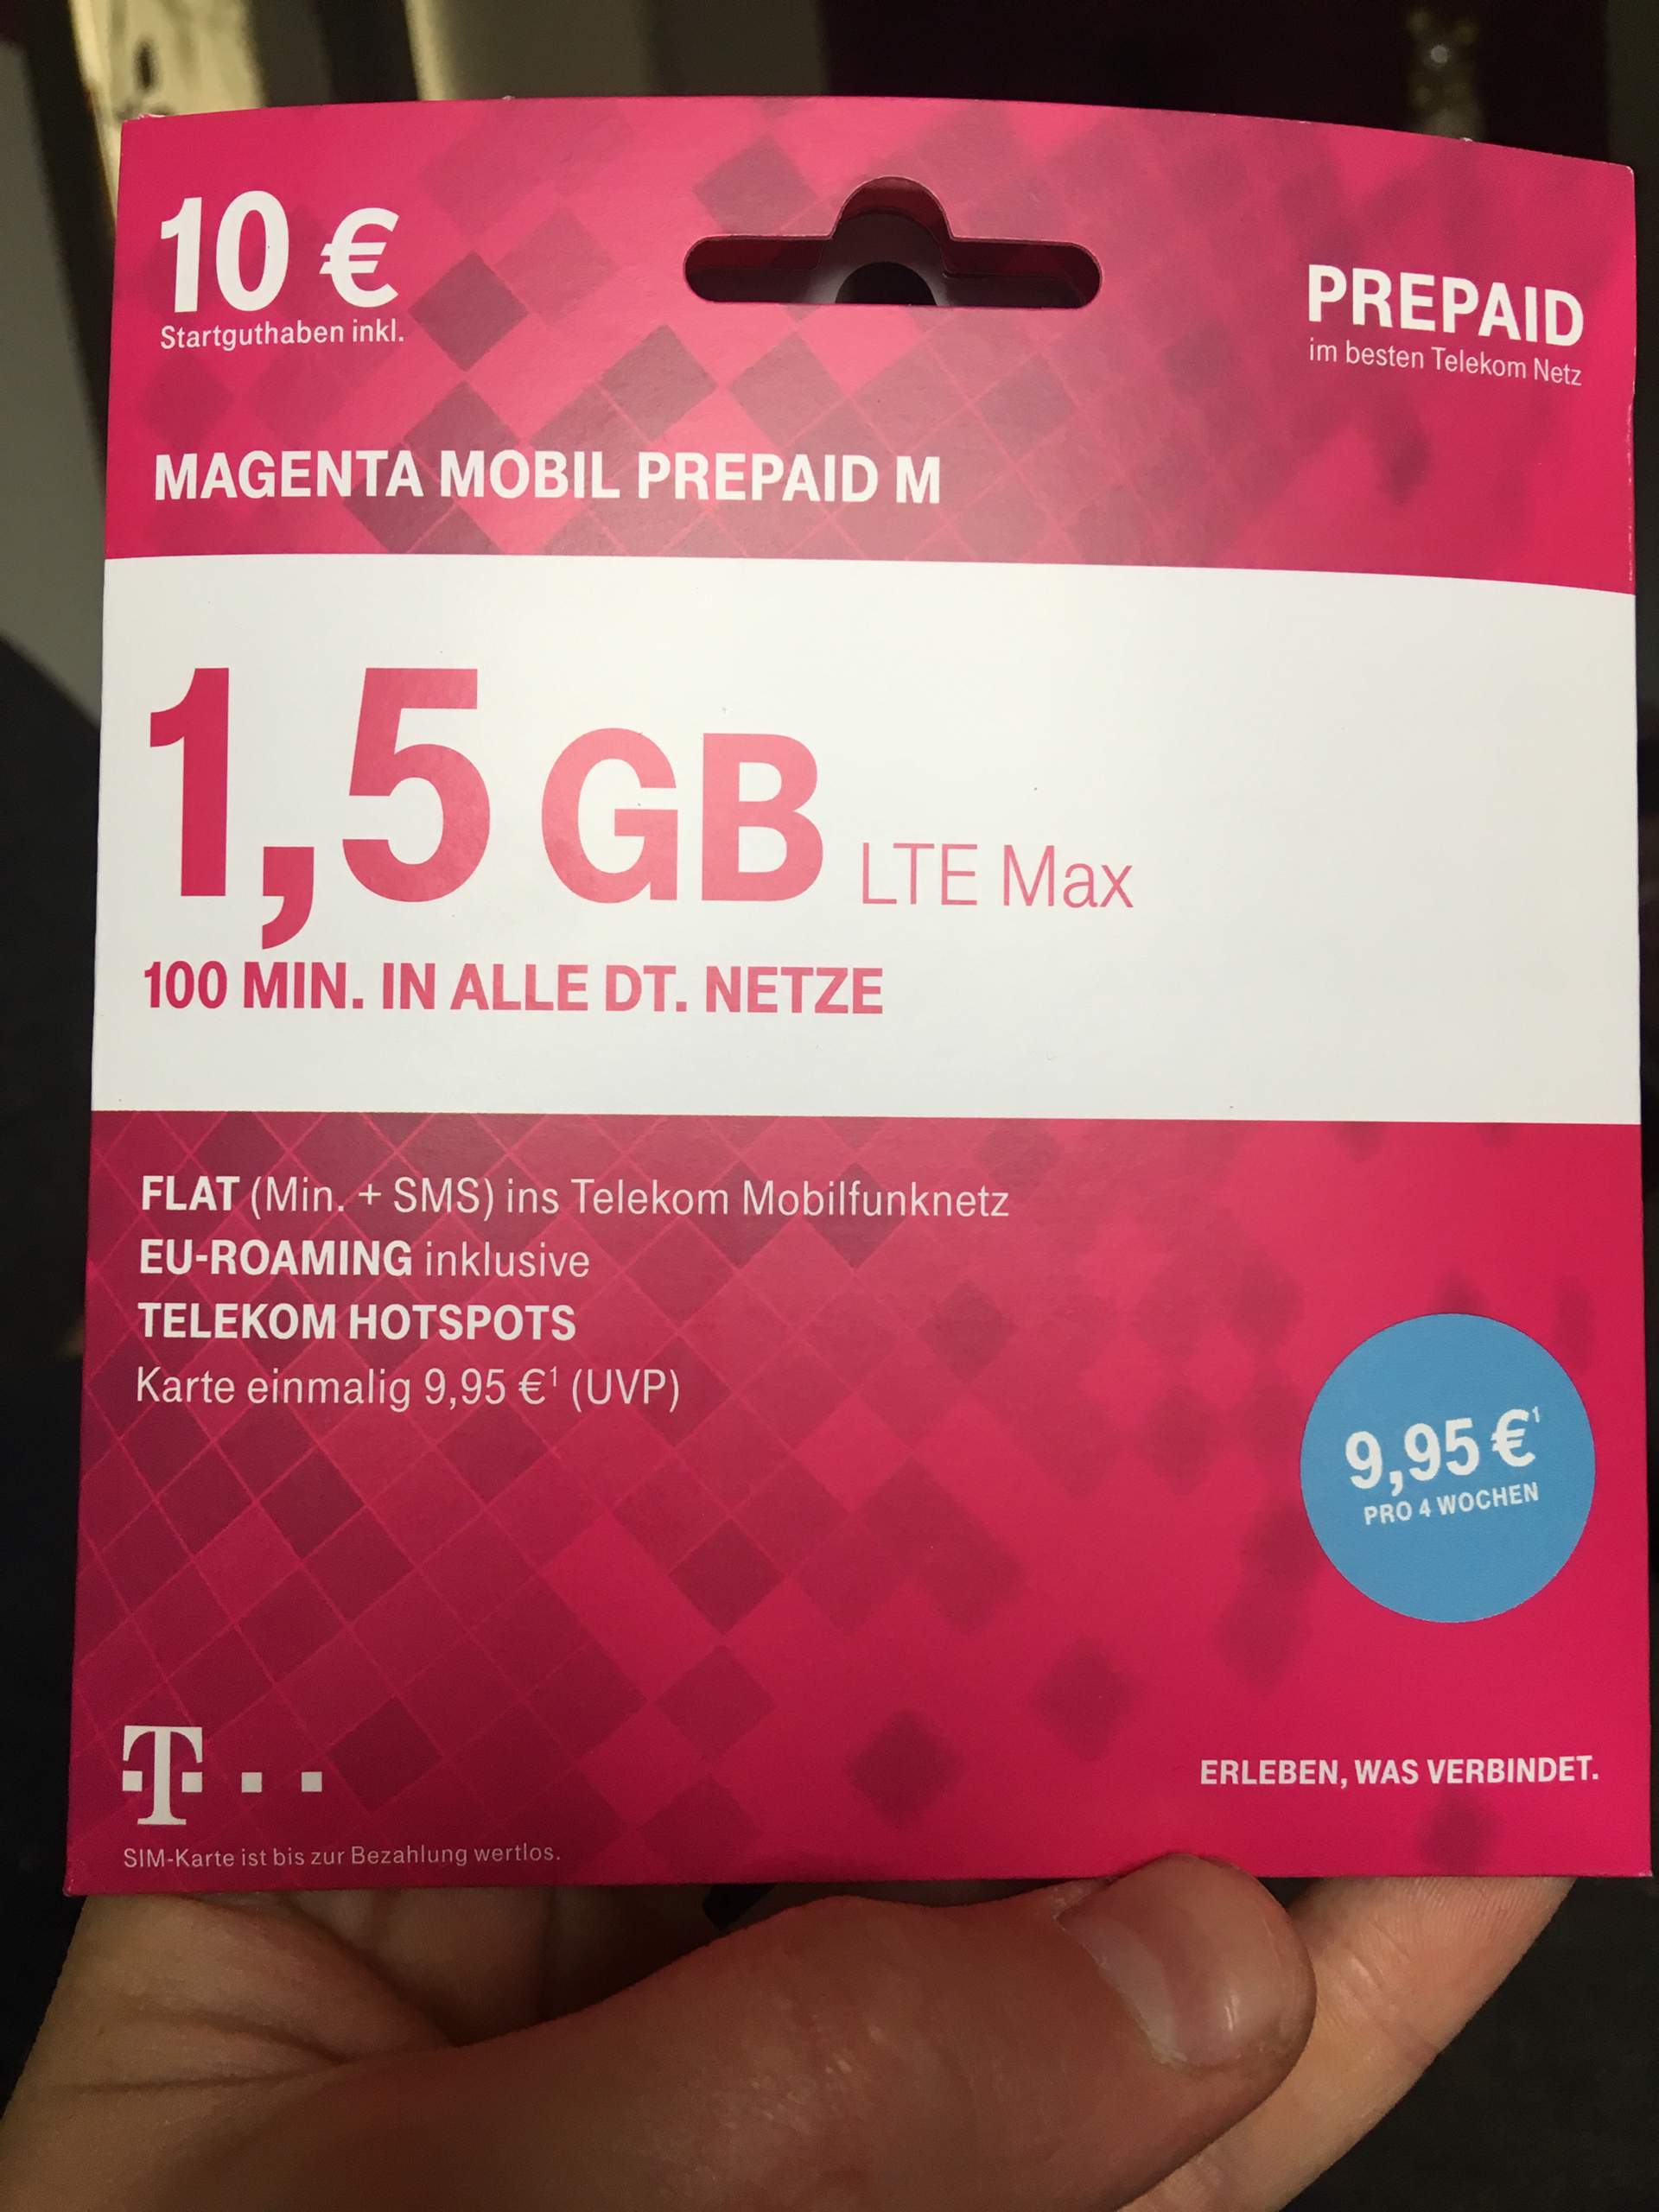 10 €
Startguthaben inkl.
PREPAID
im besten Telekom Netz
MAGENTA MOBIL PREPAID M
1,5 GB LTE Max
100 MIN. IN ALLE DT. NETZE
FLAT (Min. + SMS) ins Telekom Mobilfunknetz
EU-ROAMING inklusive
TELEKOM HOTSPOTS
Karte einmalig 9,95 €¹ (UVP)
9,95 €¹
PRO 4 WOCHEN
T
ERLEBEN, WAS VERBINDET.
SIM-Karte ist bis zur Bezahlung wertlos.